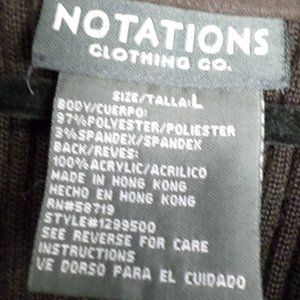 NOTATIONS
CLOTHING CO.
SIZE/TALLA:L
BODY/CUERPO:
97%POLYESTER/POLIESTER
3%SPANDEX/SPANDEX
BACK/REVES:
100%ACRYLIC/ACRILICO
MADE IN HONG KONG
HECHO EN HONG KONG
RN#58719
STYLE#1299500
SEE REVERSE FOR CARE
INSTRUCTIONS
VE DORSO PARA EL CUIDADO